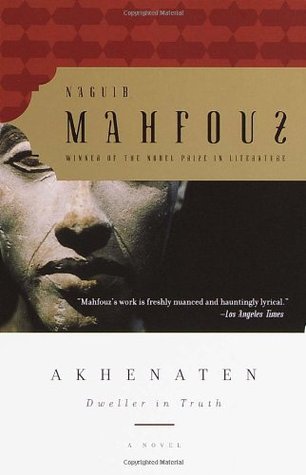 NAGUIB
MAHFOUZ
WINNER OF THE NOBEL PRIZE IN LITERATURE
"Mahfouz's work is freshly nuanced and hauntingly lyrical."
–Los Angeles Times
AKHENATEN
Dweller in Truth
A NOVEL